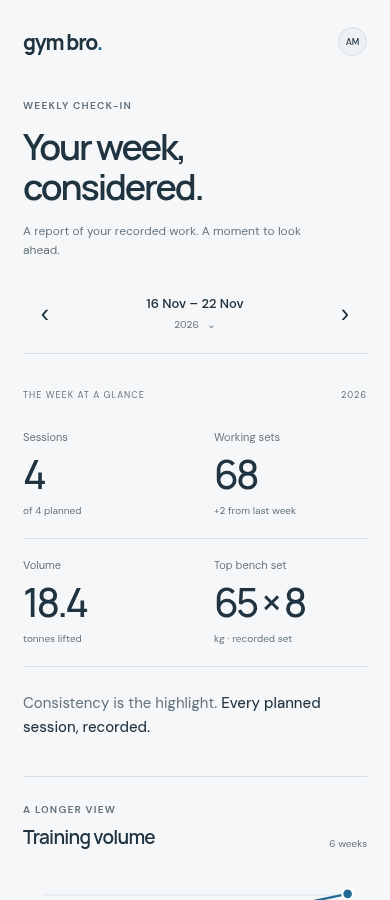 gym bro.
AM
WEEKLY CHECK-IN
Your week,
considered.
A report of your recorded work. A moment to look
ahead.
‹ 16 Nov – 22 Nov ›
2026 ⌄
THE WEEK AT A GLANCE 2026
Sessions Working sets
4 68
of 4 planned +2 from last week
Volume Top bench set
18.4 65×8
tonnes lifted kg · recorded set
Consistency is the highlight. Every planned
session, recorded.
A LONGER VIEW
Training volume 6 weeks